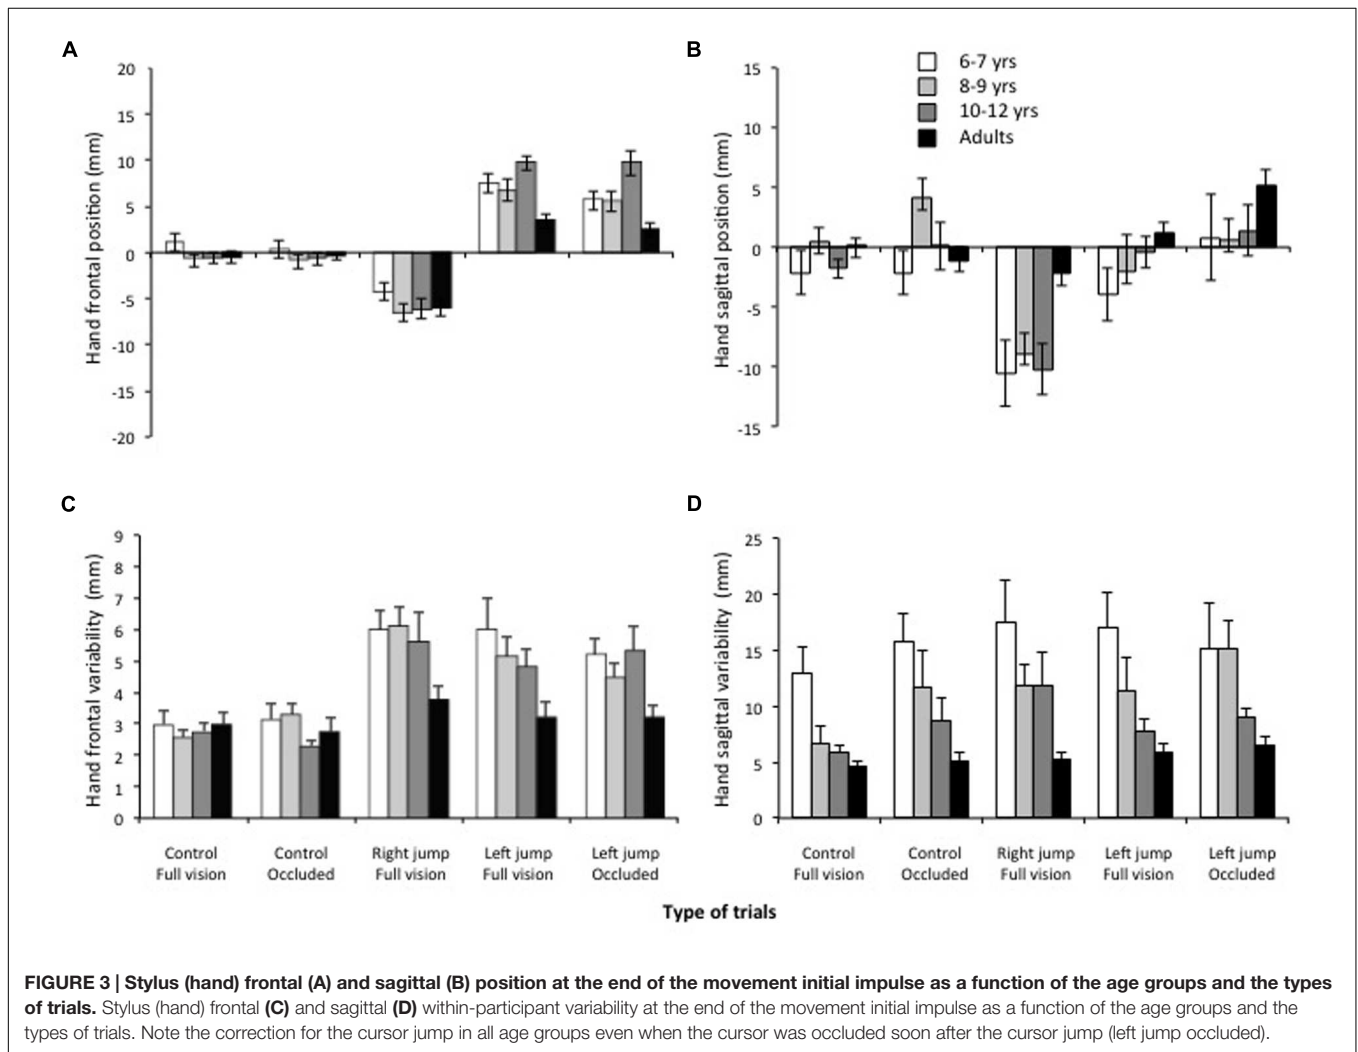 A
20
15
10
5
0
-5
-10
-15
-20
Hand frontal position (mm)
B
15
10
5
0
-5
-10
-15
Hand sagittal position (mm)
6-7 yrs
8-9 yrs
10-12 yrs
Adults
C
9
8
7
6
5
4
3
2
1
0
Hand frontal variability (mm)
Control
Full vision
Control
Occluded
Right jump
Full vision
Left jump
Full vision
Left jump
Occluded
D
25
20
15
10
5
0
Hand sagittal variability (mm)
Control
Full vision
Control
Occluded
Right jump
Full vision
Left jump
Full vision
Left jump
Occluded
Type of trials
FIGURE 3 | Stylus (hand) frontal (A) and sagittal (B) position at the end of the movement initial impulse as a function of the age groups and the types
of trials. Stylus (hand) frontal (C) and sagittal (D) within-participant variability at the end of the movement initial impulse as a function of the age groups and the
types of trials. Note the correction for the cursor jump in all age groups even when the cursor was occluded soon after the cursor jump (left jump occluded).